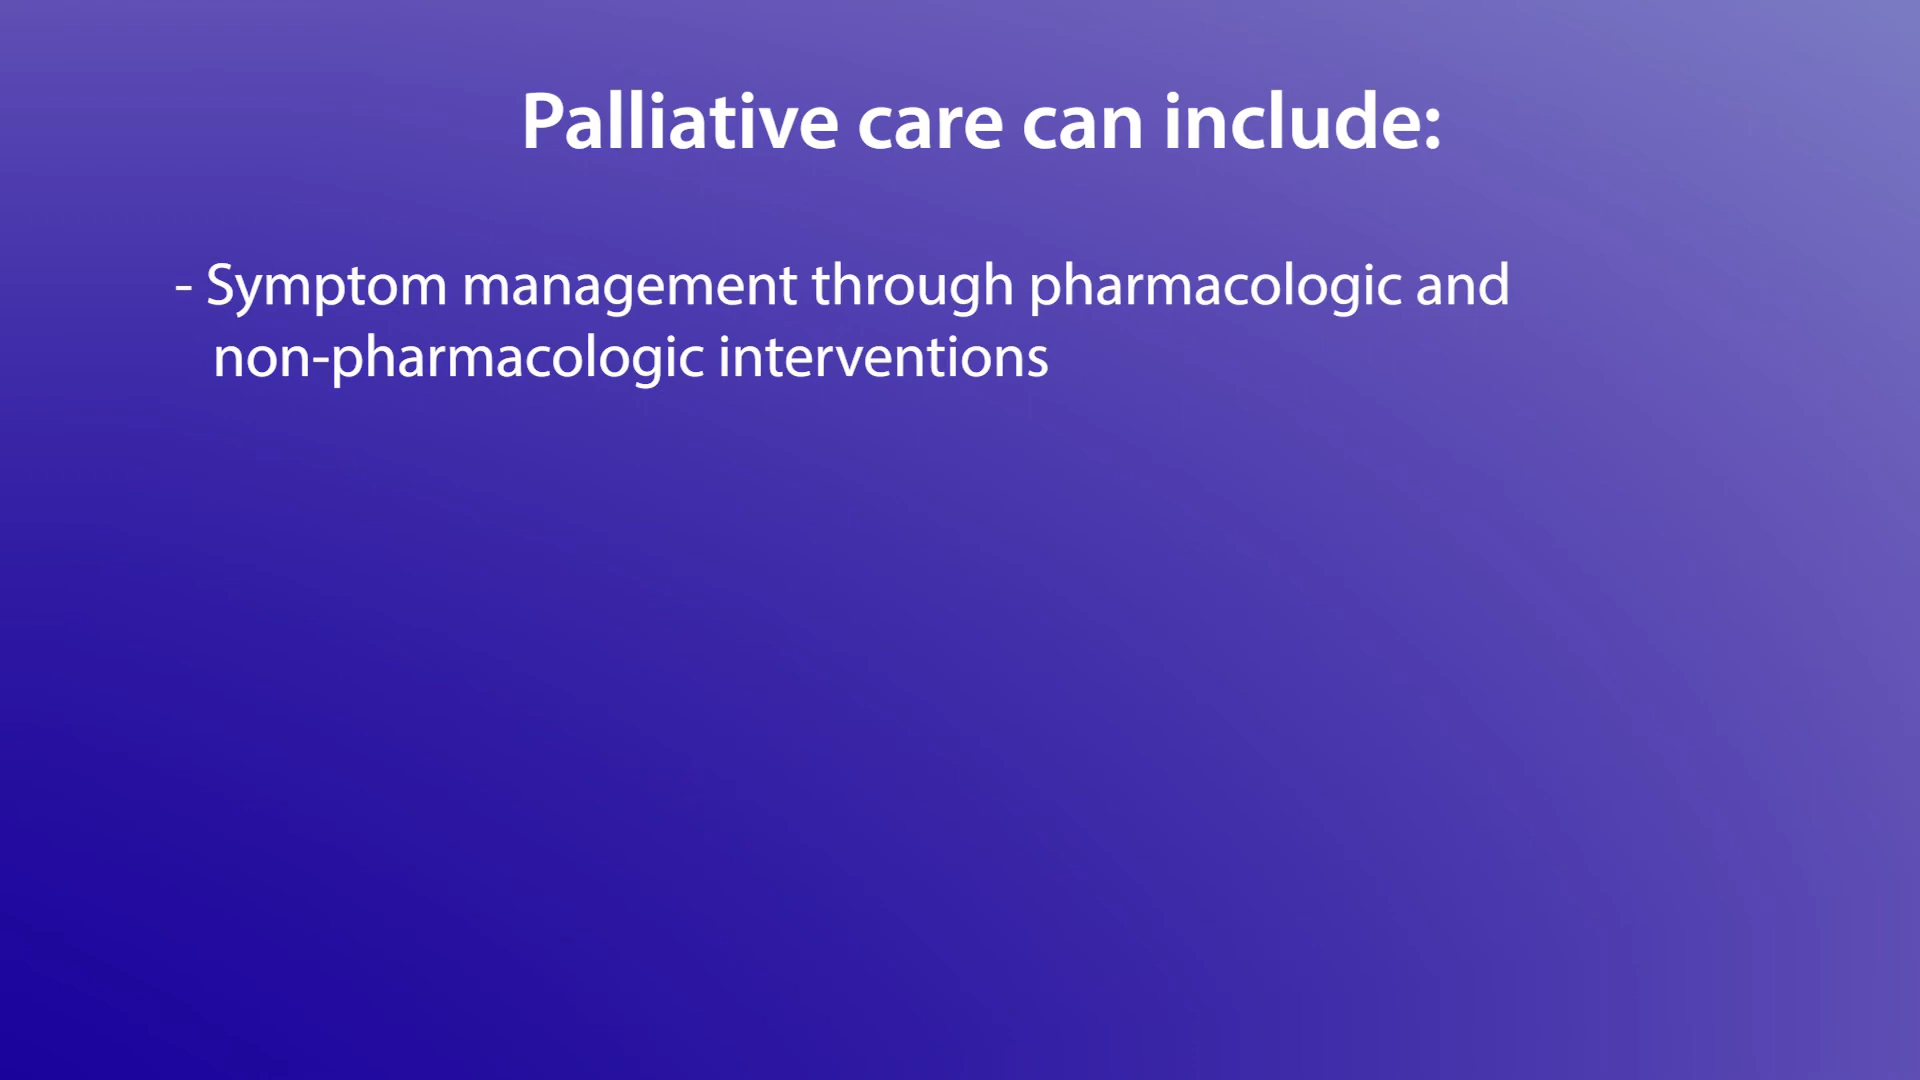 Palliative care can include:
- Symptom management through pharmacologic and
non-pharmacologic interventions